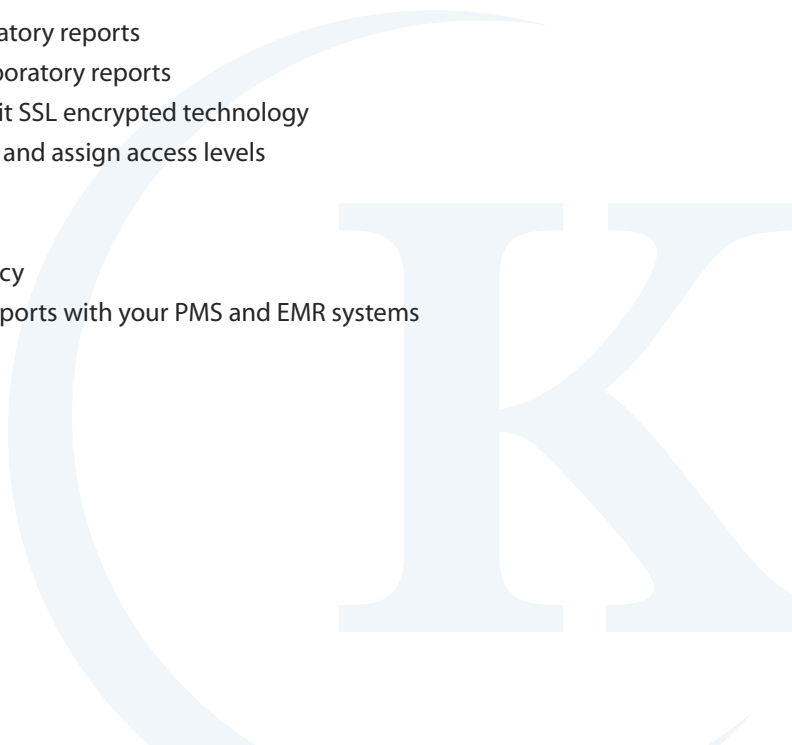 atory reports
boratory reports
it SSL encrypted technology
and assign access levels
cy
ports with your PMS and EMR systems
K